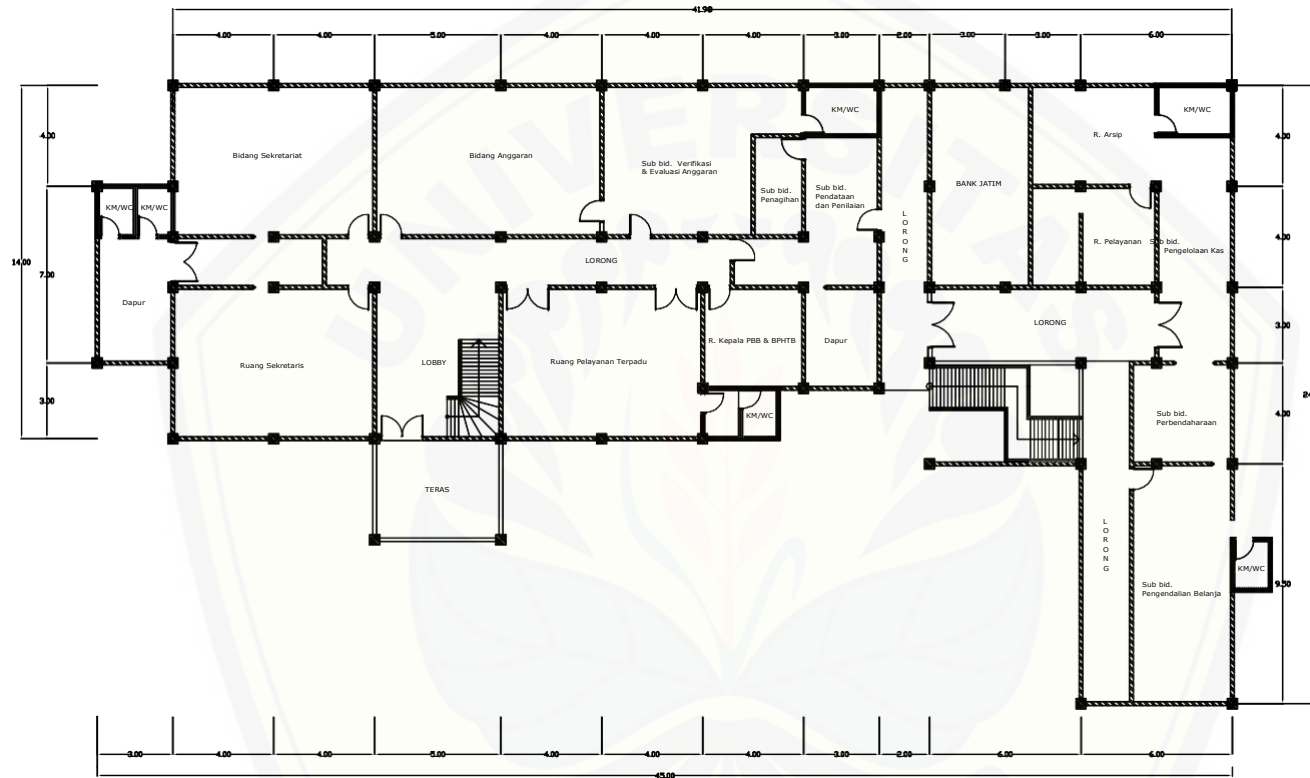 41.98
4.00
4.00
5.00
4.00
4.00
4.00
2.00
3.00
3.00
6.00
KM/WC
KM/WC
R. Arsip
4.00
4.00
Bidang Sekretariat
Bidang Anggaran
Sub bid. Verifikasi
& Evaluasi Anggaran
Sub bid.
Penagihan
Sub bid.
Pendataan
dan Penilaian
BANK JATIM
KM/WC
KM/WC
L
O
R
O
N
G
R. Pelayanan
Sub bid.
Pengelolaan Kas
4.00
14.00
7.00
LORONG
Dapur
LORONG
3.00
Ruang Sekretaris
LOBBY
Ruang Pelayanan Terpadu
R. Kepala PBB & BPHTB
Dapur
3.00
KM/WC
Sub bid.
Perbendaharaan
4.00
TERAS
L
O
R
O
N
G
KM/WC
Sub bid.
Pengendalian Belanja
9.50
3.00
4.00
4.00
5.00
4.00
4.00
4.00
3.00
2.00
6.00
6.00
45.00
UNIVERSITAS